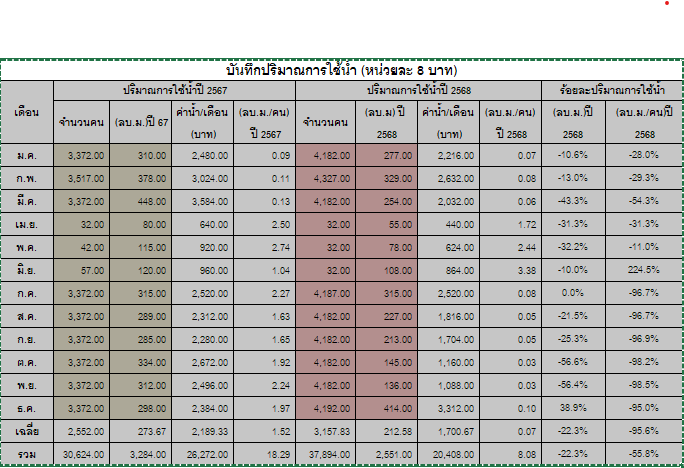 บันทึกปริมาณการใช้น้ำ (หน่วยละ 8 บาท)
เดือน ปริมาณการใช้น้ำปี 2567 ปริมาณการใช้น้ำปี 2568 ร้อยละปริมาณการใช้น้ำ
จำนวนคน (ลบ.ม.)ปี 67 ค่าน้ำ/เดือน (บาท) (ลบ.ม./คน) ปี 2567 จำนวนคน (ลบ.ม) ปี 2568 ค่าน้ำ/เดือน (บาท) (ลบ.ม./คน) ปี 2568 (ลบ.ม.)ปี 2568 (ลบ.ม./คน)ปี 2568
ม.ค. 3,372.00 310.00 2,480.00 0.09 4,182.00 277.00 2,216.00 0.07 -10.6% -28.0%
ก.พ. 3,517.00 378.00 3,024.00 0.11 4,327.00 329.00 2,632.00 0.08 -13.0% -29.3%
มี.ค. 3,372.00 448.00 3,584.00 0.13 4,182.00 254.00 2,032.00 0.06 -43.3% -54.3%
เม.ย. 32.00 80.00 640.00 2.50 32.00 55.00 440.00 1.72 -31.3% -31.3%
พ.ค. 42.00 115.00 920.00 2.74 32.00 78.00 624.00 2.44 -32.2% -11.0%
มิ.ย. 57.00 120.00 960.00 1.04 32.00 108.00 864.00 3.38 -10.0% 224.5%
ก.ค. 3,372.00 315.00 2,520.00 2.27 4,187.00 315.00 2,520.00 0.08 0.0% -96.7%
ส.ค. 3,372.00 289.00 2,312.00 1.63 4,182.00 227.00 1,816.00 0.05 -21.5% -96.7%
ก.ย. 3,372.00 285.00 2,280.00 1.65 4,182.00 213.00 1,704.00 0.05 -25.3% -96.9%
ต.ค. 3,372.00 334.00 2,672.00 1.92 4,182.00 145.00 1,160.00 0.03 -56.6% -98.2%
พ.ย. 3,372.00 312.00 2,496.00 2.24 4,182.00 136.00 1,088.00 0.03 -56.4% -98.5%
ธ.ค. 3,372.00 298.00 2,384.00 1.97 4,192.00 414.00 3,312.00 0.10 38.9% -95.0%
เฉลี่ย 2,552.00 273.67 2,189.33 1.52 3,157.83 212.58 1,700.67 0.07 -22.3% -95.6%
รวม 30,624.00 3,284.00 26,272.00 18.29 37,894.00 2,551.00 20,408.00 8.08 -22.3% -55.8%